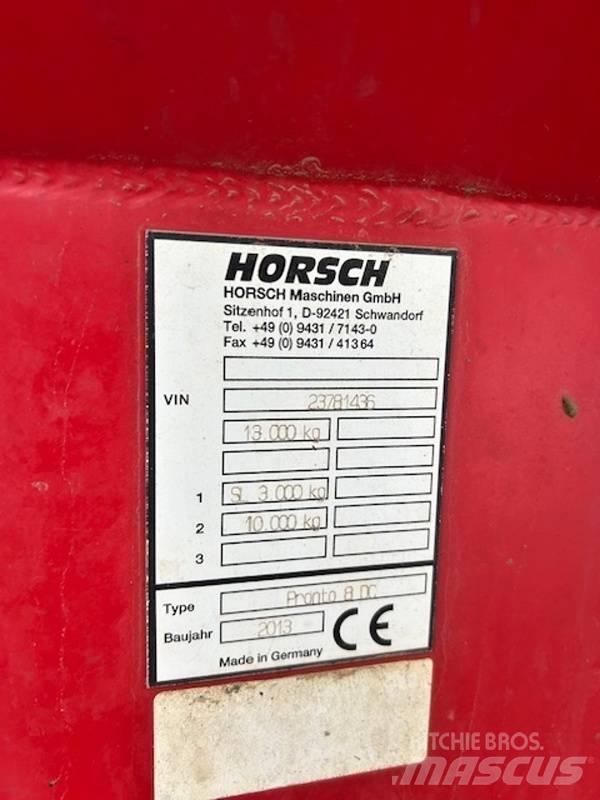 HORSCH
HORSCH Maschinen GmbH
Sitzenhof 1, D-92421 Schwandorf
Tel. +49 (0) 9431 / 7143-0
Fax +49 (0) 9431 / 413 64
VIN 23781436
13.000 kg
1 SL 3.000 kg
2 10.000 kg
3
Type Pronto 8 DC
Baujahr 2013 CE
Made in Germany
RITCHIE BROS.
MASCUS